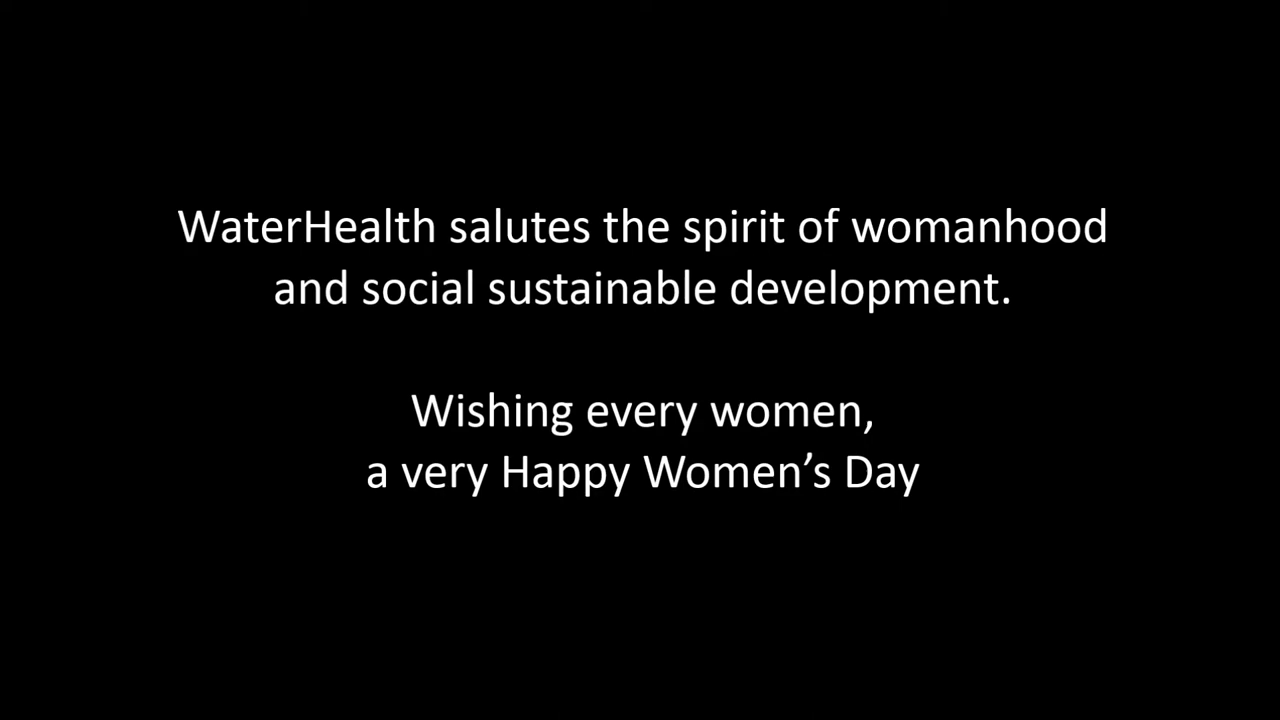 WaterHealth salutes the spirit of womanhood
and social sustainable development.
Wishing every women,
a very Happy Women’s Day